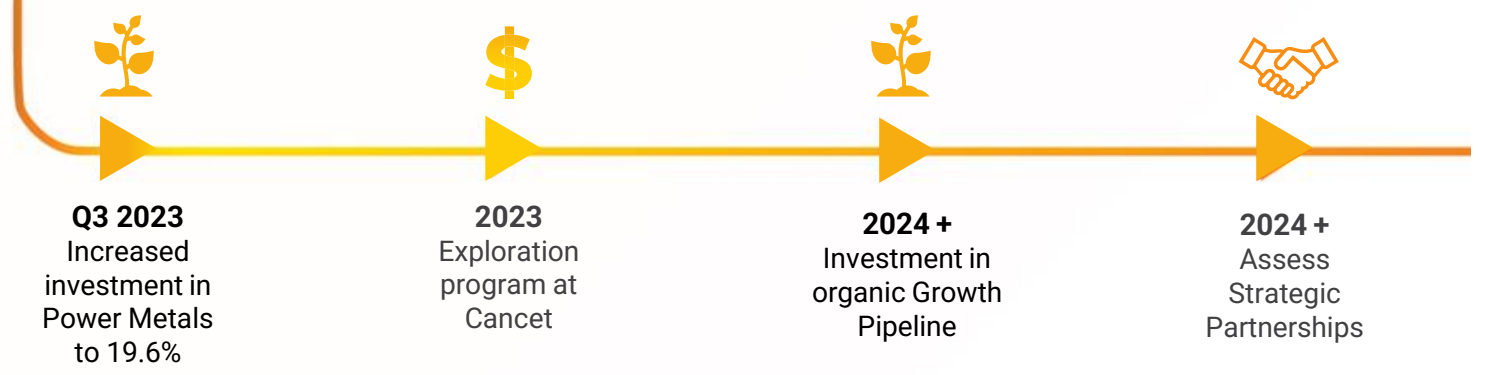 Q3 2023
Increased
investment in
Power Metals
to 19.6%
2023
Exploration
program at
Cancet
2024 +
Investment in
organic Growth
Pipeline
2024 +
Assess
Strategic
Partnerships